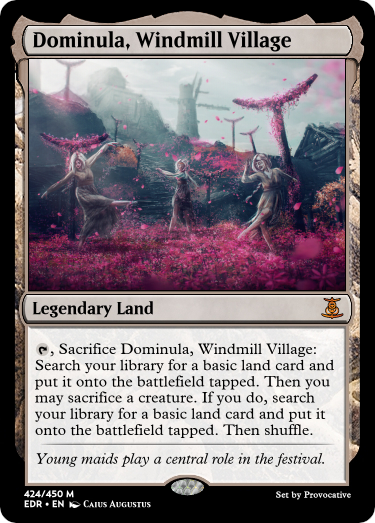 Dominula, Windmill Village
Legendary Land
, Sacrifice Dominula, Windmill Village:
Search your library for a basic land card and
put it onto the battlefield tapped. Then you
may sacrifice a creature. If you do, search
your library for a basic land card and put it
onto the battlefield tapped. Then shuffle.
Young maids play a central role in the festival.
424/450 M
EDR • EN Caius Augustus
Set by Provocative